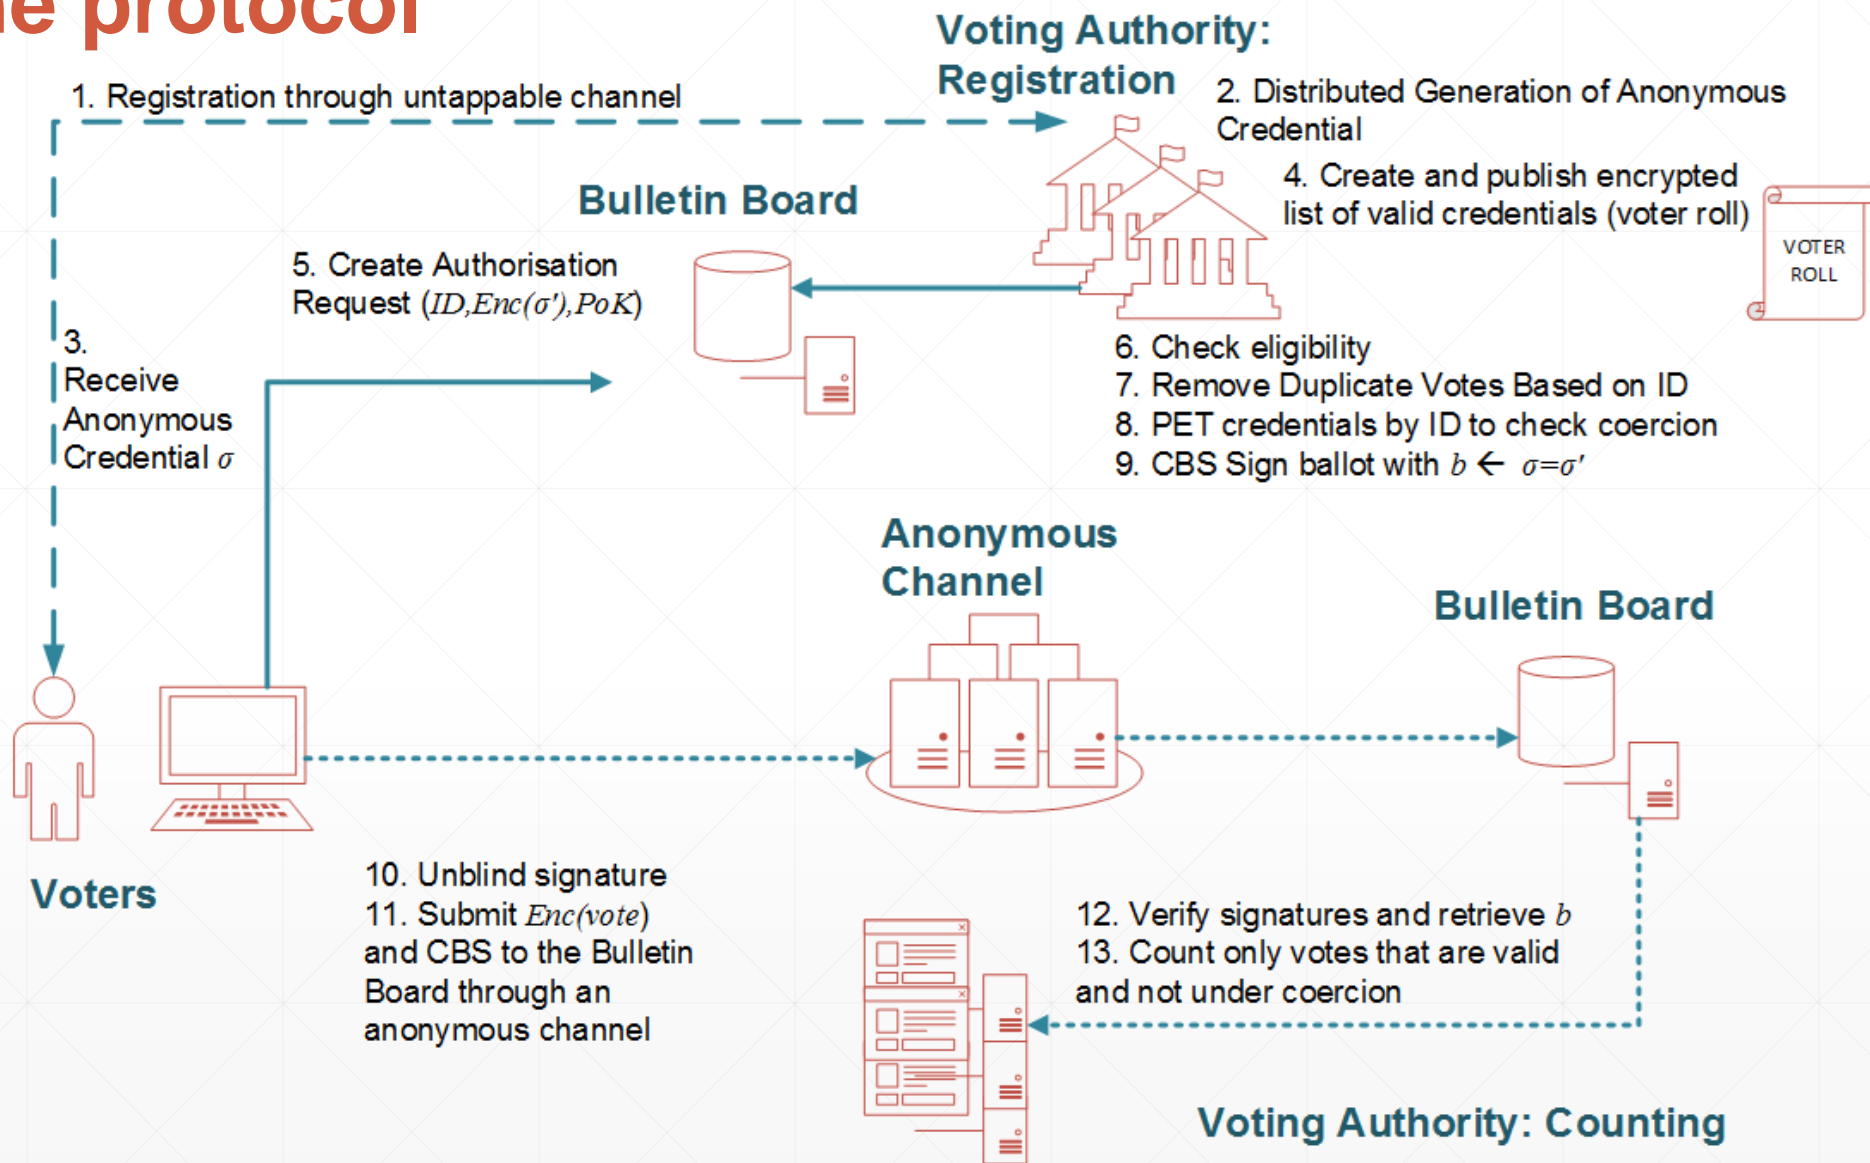 ne protocol
Voting Authority:
Registration
1. Registration through untappable channel
2. Distributed Generation of Anonymous
Credential
4. Create and publish encrypted
list of valid credentials (voter roll)
VOTER
ROLL
Bulletin Board
5. Create Authorisation
Request (ID,Enc(σ'),PoK)
3.
Receive
Anonymous
Credential σ
6. Check eligibility
7. Remove Duplicate Votes Based on ID
8. PET credentials by ID to check coercion
9. CBS Sign ballot with b ← σ=σ'
Anonymous
Channel
Bulletin Board
Voters
10. Unblind signature
11. Submit Enc(vote)
and CBS to the Bulletin
Board through an
anonymous channel
12. Verify signatures and retrieve b
13. Count only votes that are valid
and not under coercion
Voting Authority: Counting